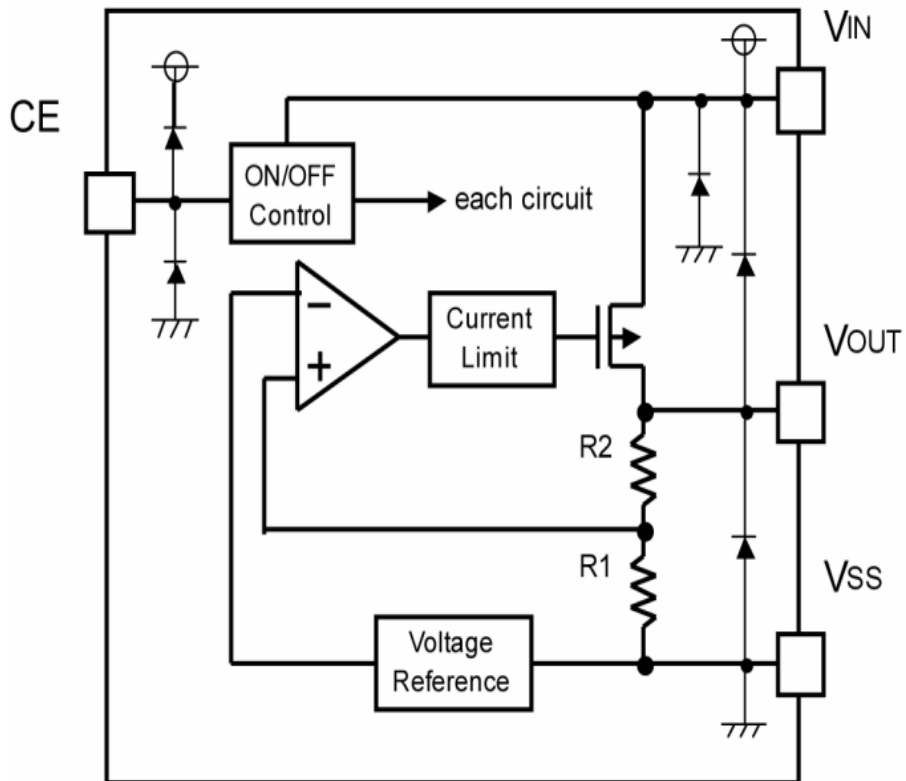 VIN
CE
ON/OFF
Control
each circuit
−
+
Current
Limit
VOUT
R2
R1
VSS
Voltage
Reference